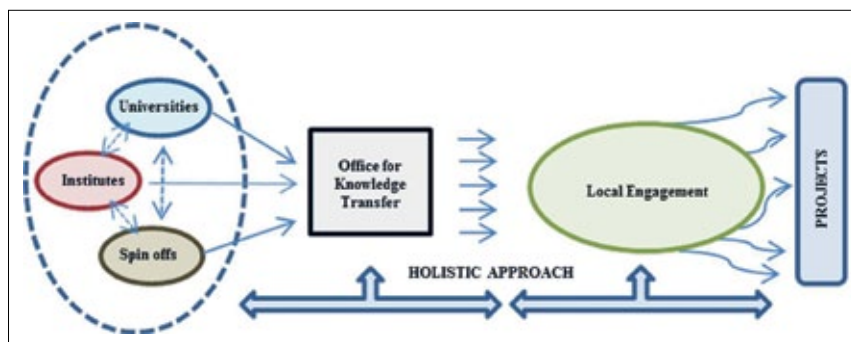 Universities
Institutes
Spin offs
Office for
Knowledge
Transfer
Local Engagement
PROJECTS
HOLISTIC APPROACH